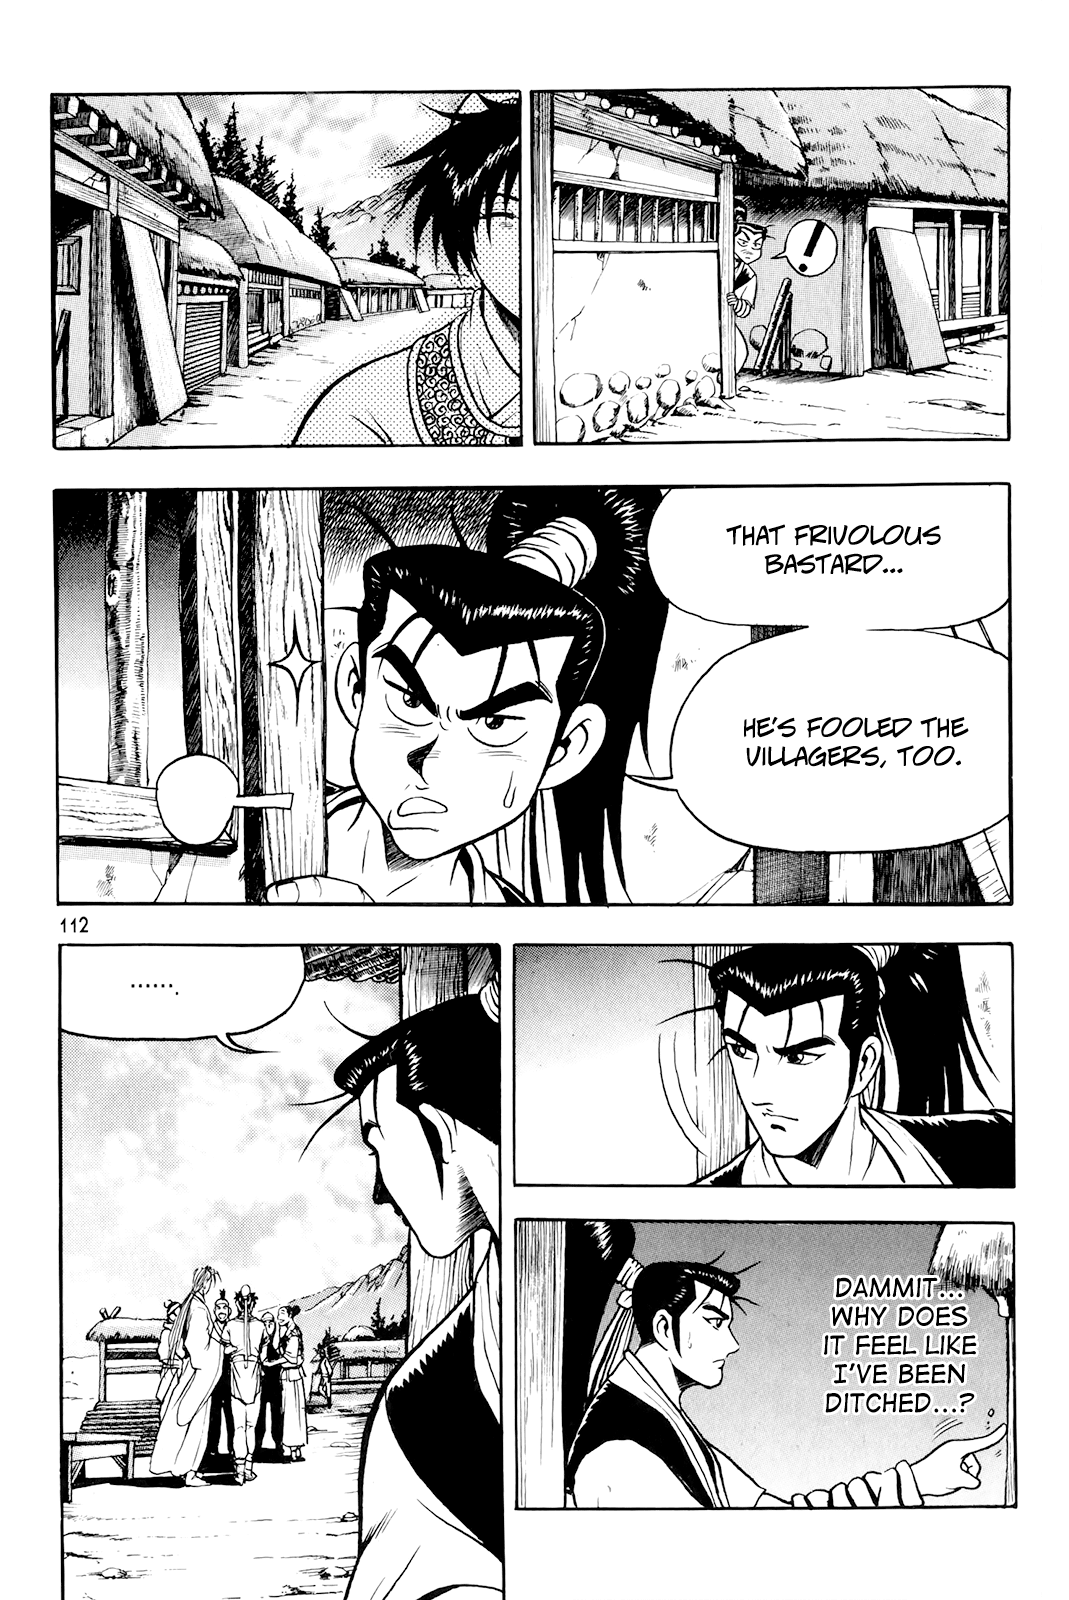 !
THAT FRIVOLOUS
BASTARD...
HE'S FOOLED THE
VILLAGERS, TOO.
112
.......
DAMMIT...
WHY DOES
IT FEEL LIKE
I'VE BEEN
DITCHED...?